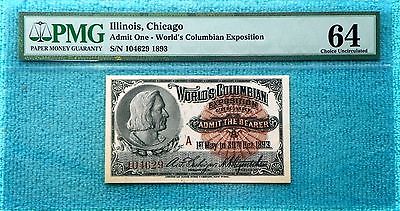 PMG
PAPER MONEY GUARANTY
Illinois, Chicago
Admit One - World's Columbian Exposition
S/N 104629 1893
64
Choice Uncirculated
WORLD'S COLUMBIAN
EXPOSITION
CHICAGO
ADMIT THE BEARER
A
1st May to 30th Oct. 1893.
104629